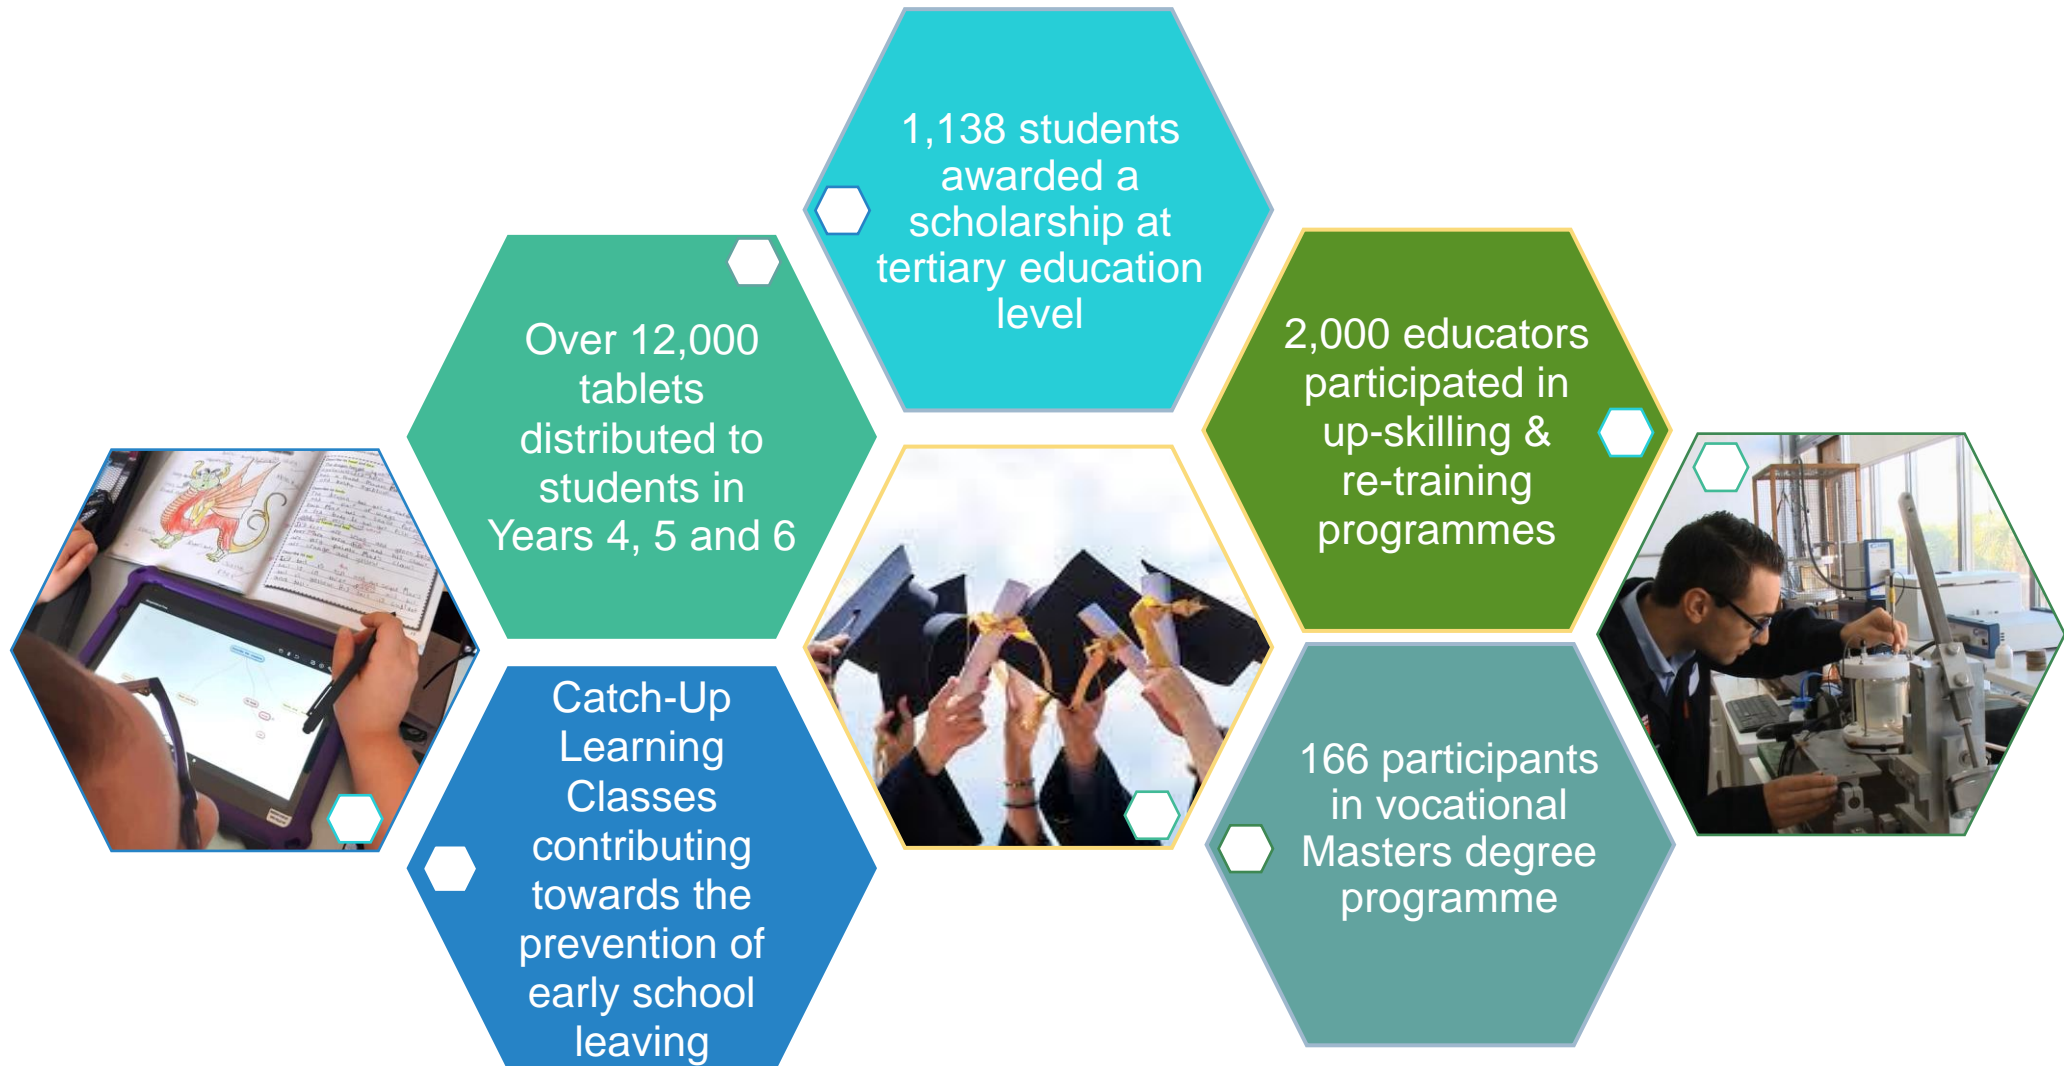 1,138 students
awarded a
scholarship at
tertiary education
level
Over 12,000
tablets
distributed to
students in
Years 4, 5 and 6
2,000 educators
participated in
up-skilling &
re-training
programmes
Catch-Up
Learning
Classes
contributing
towards the
prevention of
early school
leaving
166 participants
in vocational
Masters degree
programme